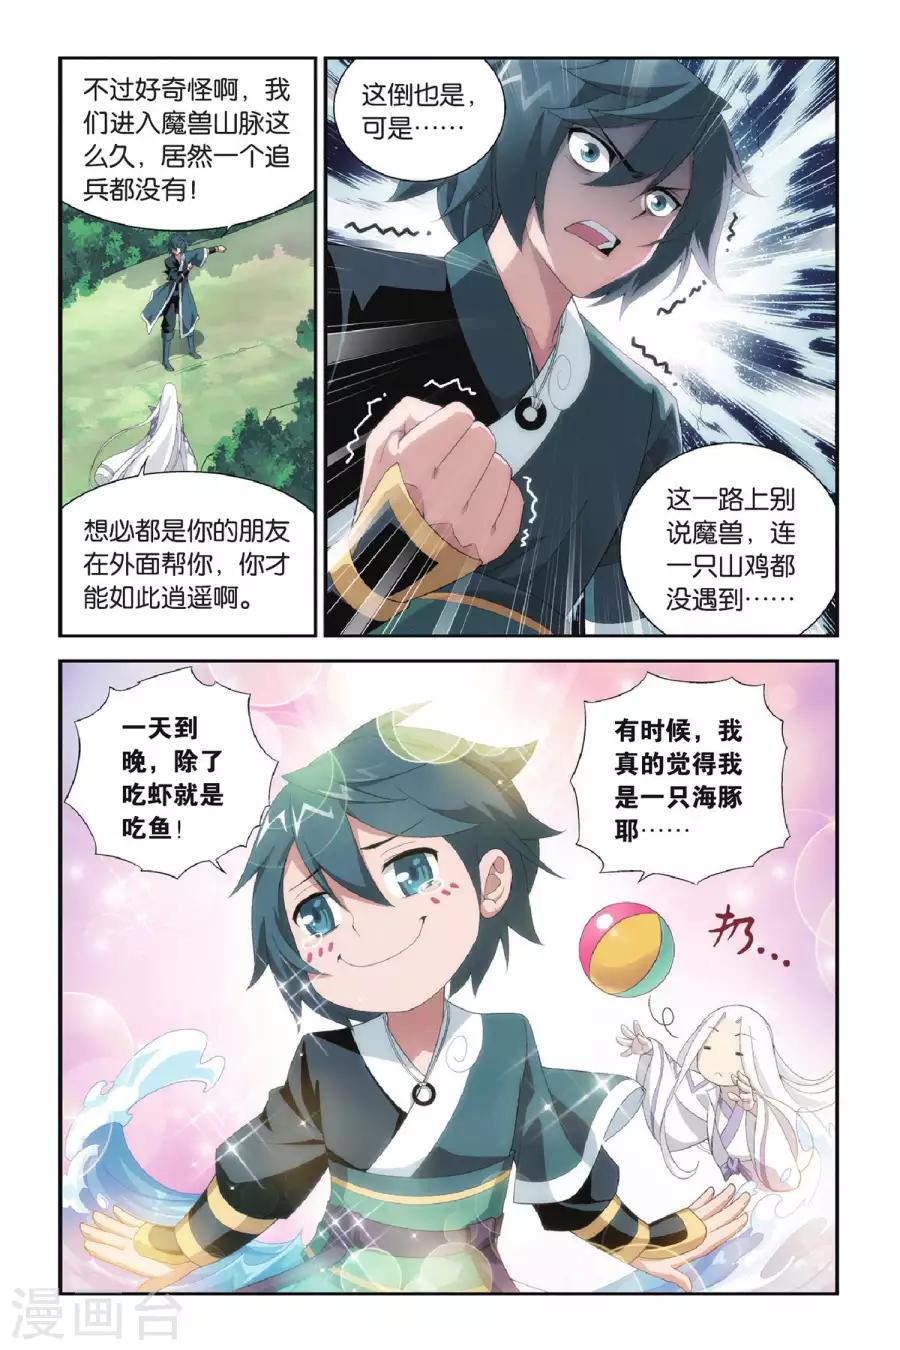 不过好奇怪啊，我
们进入魔兽山脉这
么久，居然一个追
兵都没有！
想必都是你的朋友
在外面帮你，你才
能如此逍遥啊。
这倒也是，
可是……
这一路上别
说魔兽，连
一只山鸡都
没遇到……
一天到
晚，除了
吃虾就是
吃鱼！
有时候，我
真的觉得我
是一只海豚
耶……
扔...
漫画台